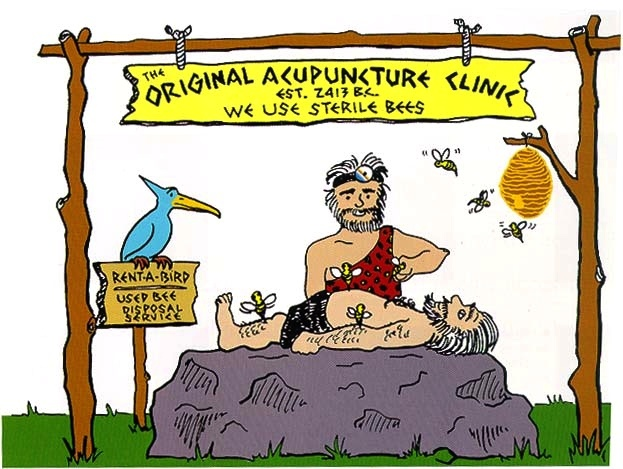 THE
ORIGINAL ACUPUNCTURE CLINIC
EST. 2413 B.C.
WE USE STERILE BEES
RENT-A-BIRD
USED BEE
DISPOSAL
SERVICE